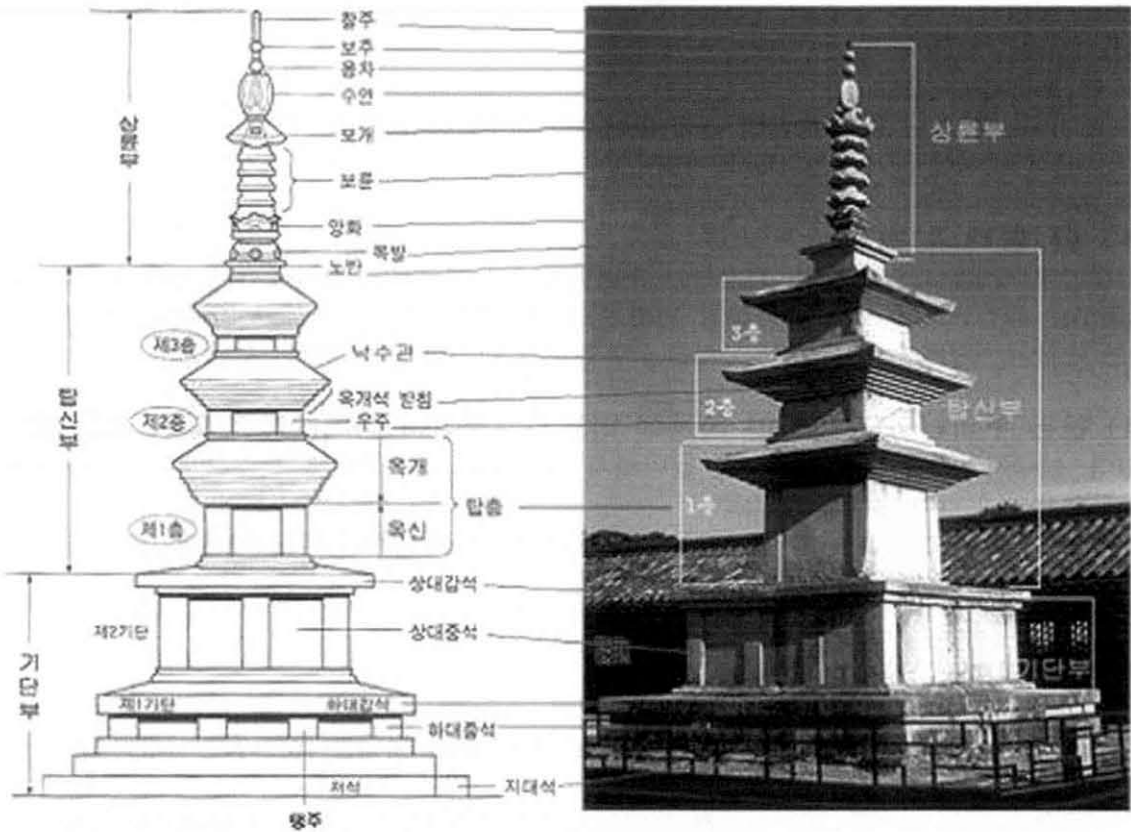 찰주
보주
용차
수연
보개
보륜
앙화
복발
노반
상륜부
제3층
낙수관
옥개석 받침
제2층
우주
탑신부
옥개
탑층
제1층
옥신
상대갑석
제2기단
상대중석
기단부
제1기단
하대갑석
하대중석
저석
지대석
탱주
상륜부
3층
2층
탑신부
1층
기단부